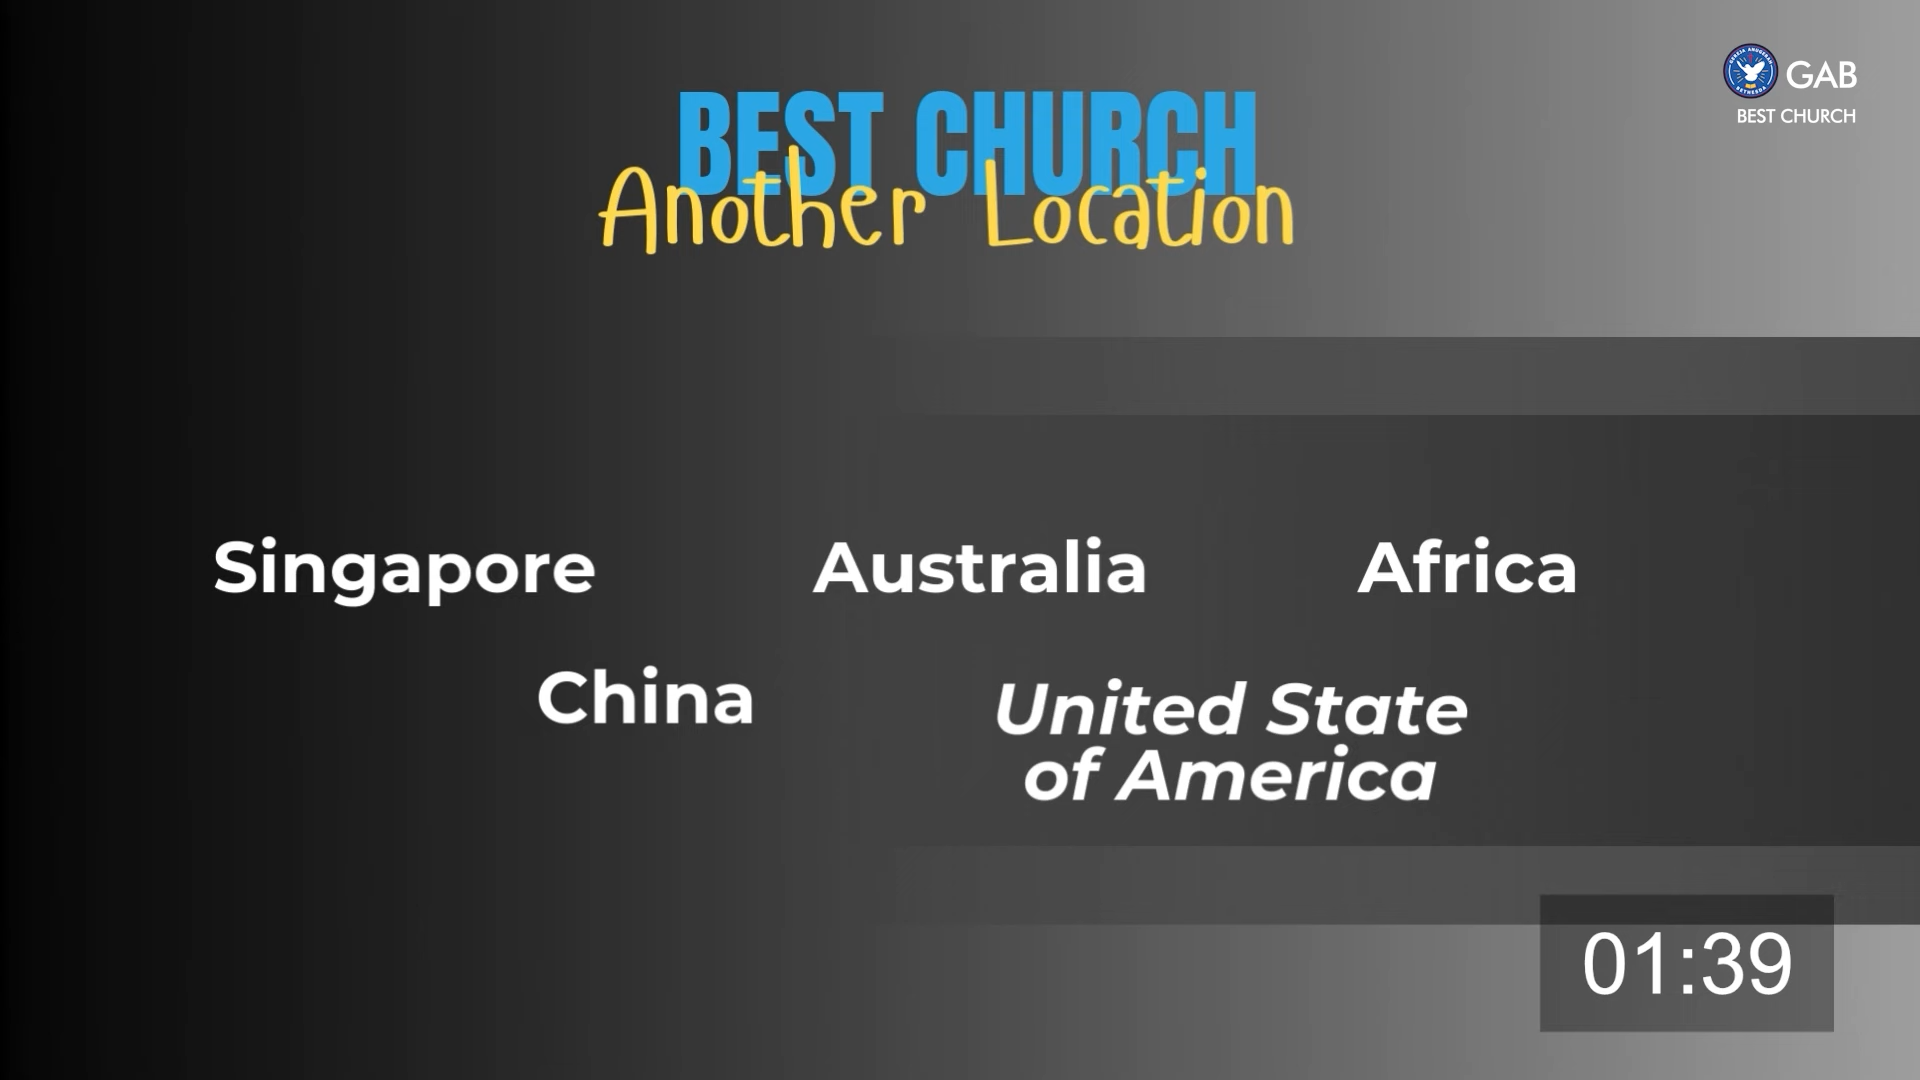 GAB
BEST CHURCH
BEST CHURCH
Another Location
Singapore
Australia
Africa
China
United State
of America
01:39